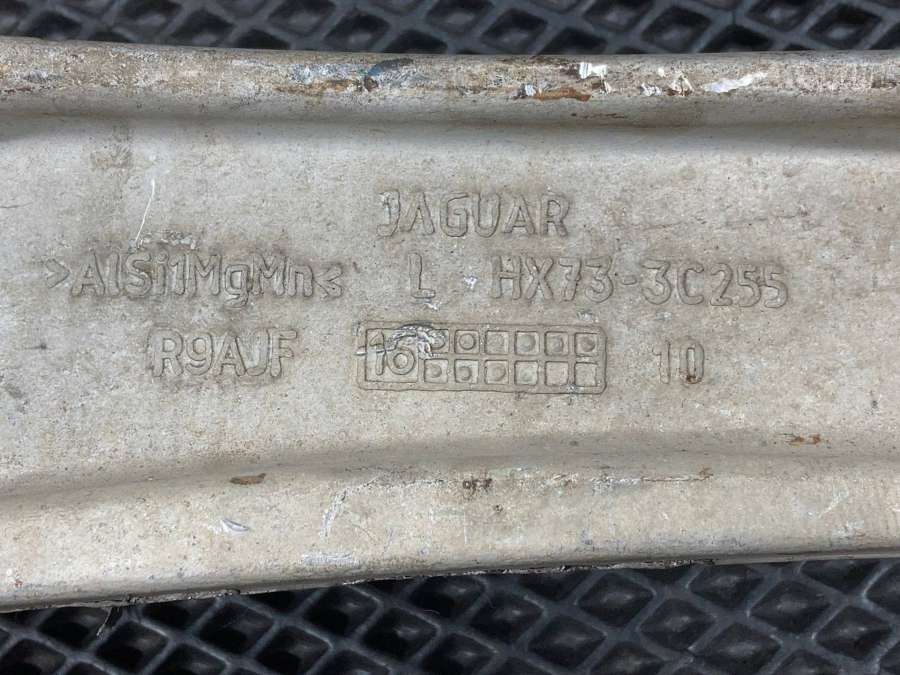 JAGUAR
>AlSi1MgMn< L HX73-3C255
R9AJF 16 10